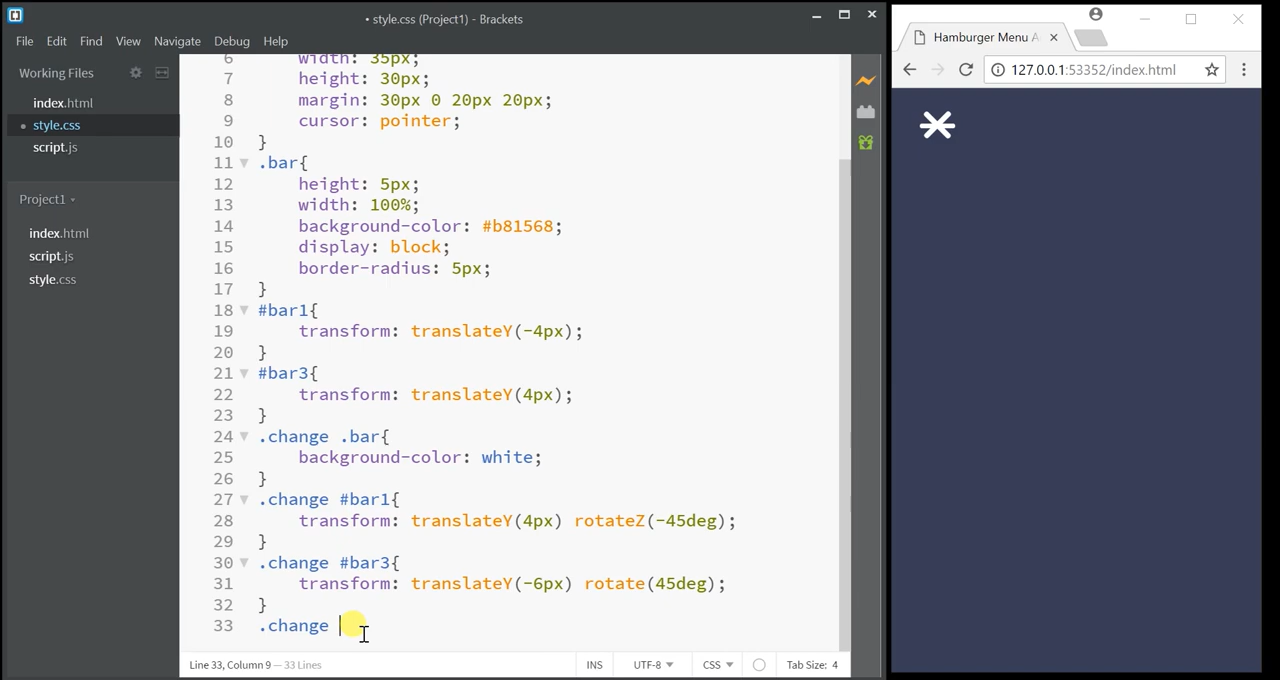 • style.css (Project1) - Brackets
File Edit Find View Navigate Debug Help
Working Files
index.html
• style.css
script.js
Project1
index.html
script.js
style.css
6 width: 35px;
7 height: 30px;
8 margin: 30px 0 20px 20px;
9 cursor: pointer;
10 }
11 .bar{
12 height: 5px;
13 width: 100%;
14 background-color: #b81568;
15 display: block;
16 border-radius: 5px;
17 }
18 #bar1{
19 transform: translateY(-4px);
20 }
21 #bar3{
22 transform: translateY(4px);
23 }
24 .change .bar{
25 background-color: white;
26 }
27 .change #bar1{
28 transform: translateY(4px) rotateZ(-45deg);
29 }
30 .change #bar3{
31 transform: translateY(-6px) rotate(45deg);
32 }
33 .change
Line 33, Column 9 — 33 Lines INS UTF-8 CSS Tab Size: 4
Hamburger Menu A
127.0.0.1:53352/index.html